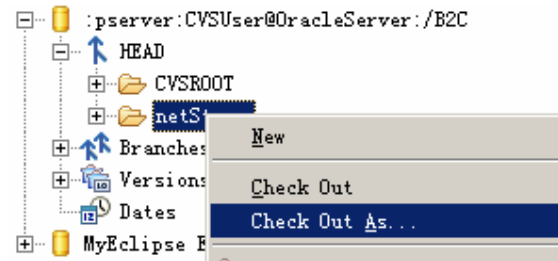 :pserver:CVSUser@OracleServer:/B2C
HEAD
CVSROOT
New
Branches
Versions
Check Out
Dates
Check Out As...
MyEclipse